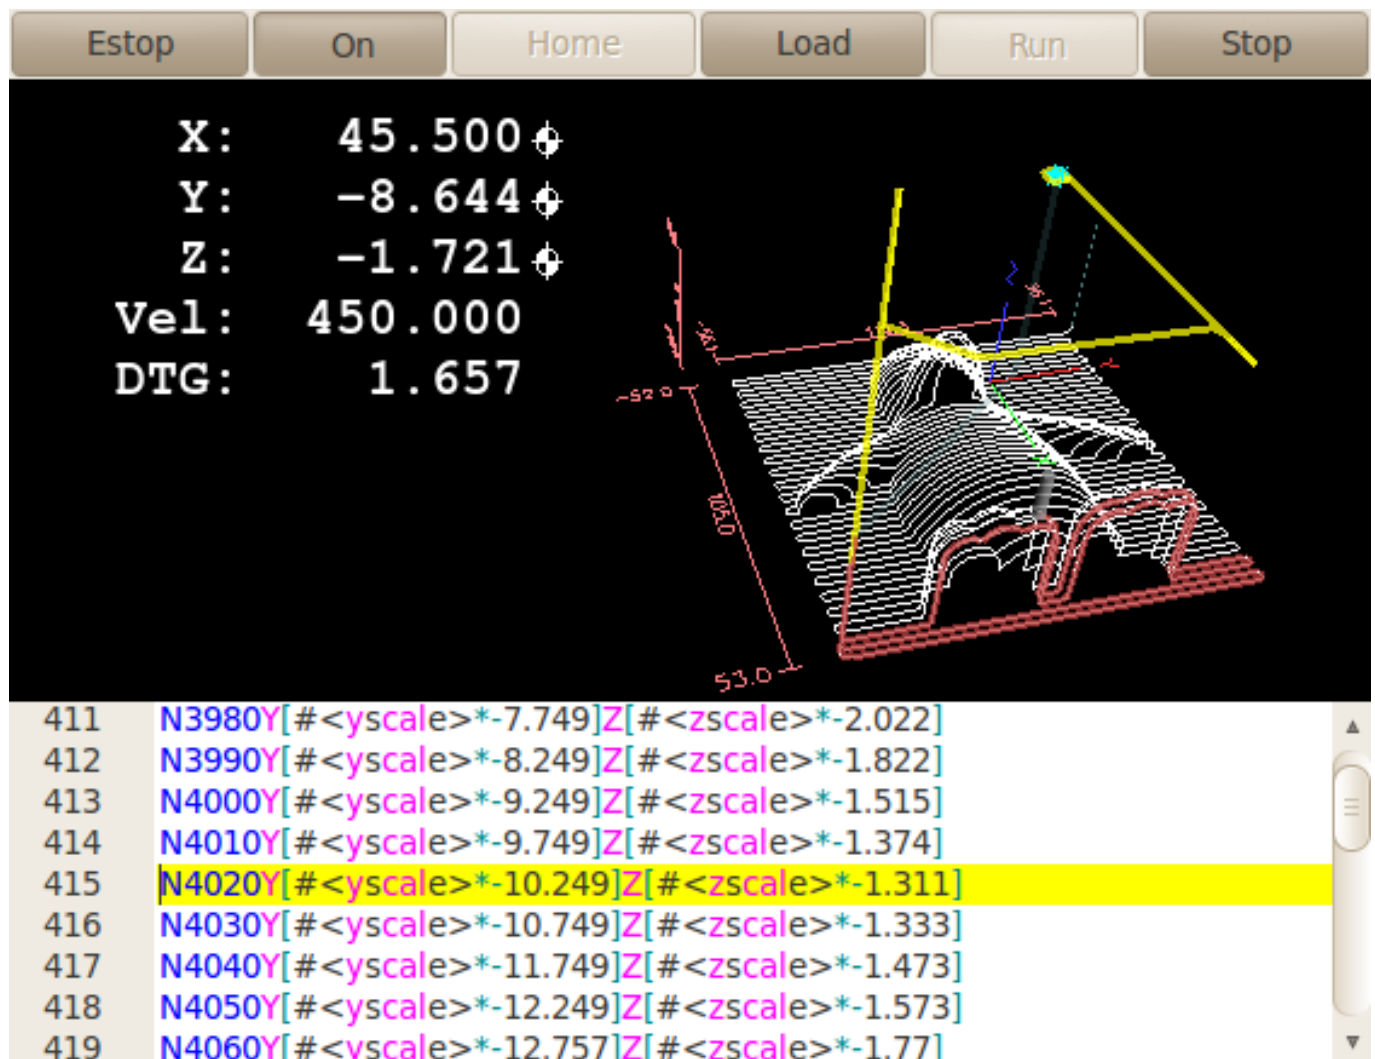 Estop On Home Load Run Stop
X: 45.500
Y: -8.644
Z: -1.721
Vel: 450.000
DTG: 1.657
-52.0
105.0
53.0
411 N3980Y[#<yscale>*-7.749]Z[#<zscale>*-2.022]
412 N3990Y[#<yscale>*-8.249]Z[#<zscale>*-1.822]
413 N4000Y[#<yscale>*-9.249]Z[#<zscale>*-1.515]
414 N4010Y[#<yscale>*-9.749]Z[#<zscale>*-1.374]
415 N4020Y[#<yscale>*-10.249]Z[#<zscale>*-1.311]
416 N4030Y[#<yscale>*-10.749]Z[#<zscale>*-1.333]
417 N4040Y[#<yscale>*-11.749]Z[#<zscale>*-1.473]
418 N4050Y[#<yscale>*-12.249]Z[#<zscale>*-1.573]
419 N4060Y[#<yscale>*-12.757]Z[#<zscale>*-1.77]